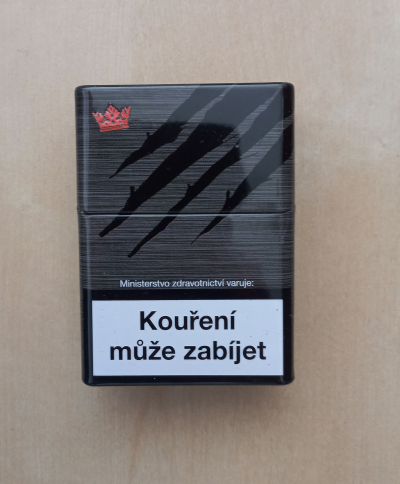 Ministerstvo zdravotnictví varuje:
Kouření
může zabíjet